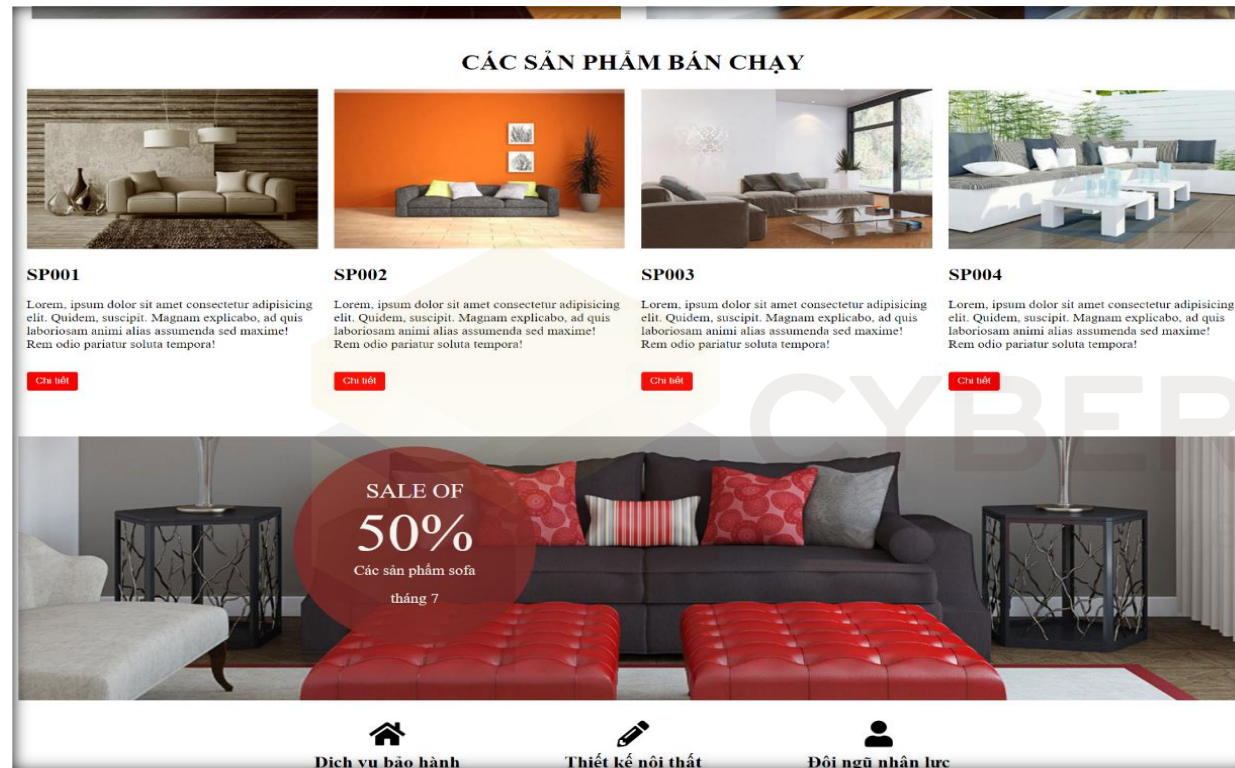 CÁC SẢN PHẨM BÁN CHẠY
SP001
Lorem, ipsum dolor sit amet consectetur adipisicing
elit. Quidem, suscipit. Magnam explicabo, ad quis
laboriosam animi alias assumenda sed maxime!
Rem odio pariatur soluta tempora!
Chi tiết
SP002
Lorem, ipsum dolor sit amet consectetur adipisicing
elit. Quidem, suscipit. Magnam explicabo, ad quis
laboriosam animi alias assumenda sed maxime!
Rem odio pariatur soluta tempora!
Chi tiết
SP003
Lorem, ipsum dolor sit amet consectetur adipisicing
elit. Quidem, suscipit. Magnam explicabo, ad quis
laboriosam animi alias assumenda sed maxime!
Rem odio pariatur soluta tempora!
Chi tiết
SP004
Lorem, ipsum dolor sit amet consectetur adipisicing
elit. Quidem, suscipit. Magnam explicabo, ad quis
laboriosam animi alias assumenda sed maxime!
Rem odio pariatur soluta tempora!
Chi tiết
CYBER
SALE OF
50%
Các sản phẩm sofa
tháng 7
Dịch vụ bảo hành
Thiết kế nội thất
Đội ngũ nhân lực